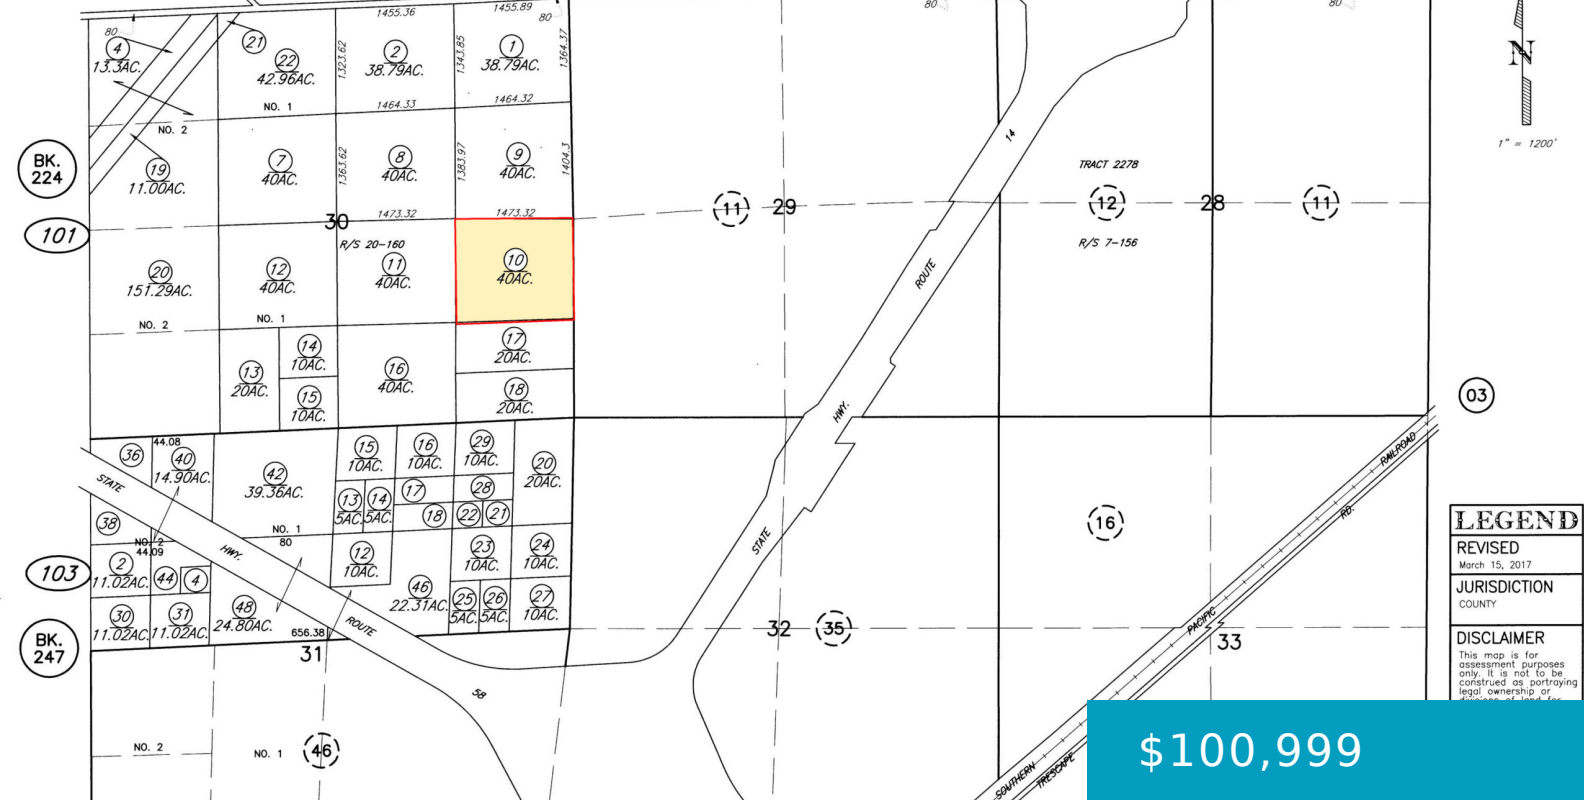 1455.36
1455.89
80
80
80
80
4
13.3AC.
21
22
42.96AC.
NO. 1
1323.62
2
38.79AC.
1343.85
1
38.79AC.
1364.37
N
1" = 1200'
1464.33
1464.32
NO. 2
14
BK.
224
19
11.00AC.
7
40AC.
1363.62
8
40AC.
1383.97
9
40AC.
1404.3
TRACT 2278
11
29
12
28
11
101
30
1473.32
1473.32
R/S 20-160
R/S 7-156
20
151.29AC.
12
40AC.
11
40AC.
10
40AC.
ROUTE
NO. 2
NO. 1
13
20AC.
14
10AC.
15
10AC.
16
40AC.
17
20AC.
18
20AC.
HWY.
03
36
44.08
40
14.90AC.
42
39.36AC.
15
10AC.
16
10AC.
29
10AC.
20
20AC.
RAILROAD
STATE
13
5AC.
14
5AC.
17
18
28
22
21
38
NO. 1
80
NO. 2
44.09
HWY.
STATE
16
RD.
LEGEND
REVISED
March 15, 2017
JURISDICTION
COUNTY
DISCLAIMER
This map is for
assessment purposes
only. It is not to be
construed as portraying
legal ownership or
divisions of land for
103
2
11.02AC.
44
4
12
10AC.
23
10AC.
24
10AC.
46
22.31AC.
25
5AC.
26
5AC.
27
10AC.
30
11.02AC.
31
11.02AC.
48
24.80AC.
656.38
ROUTE
BK.
247
31
32
35
PACIFIC
33
58
NO. 2
NO. 1
46
SOUTHERN
TRESCAPE
$100,999